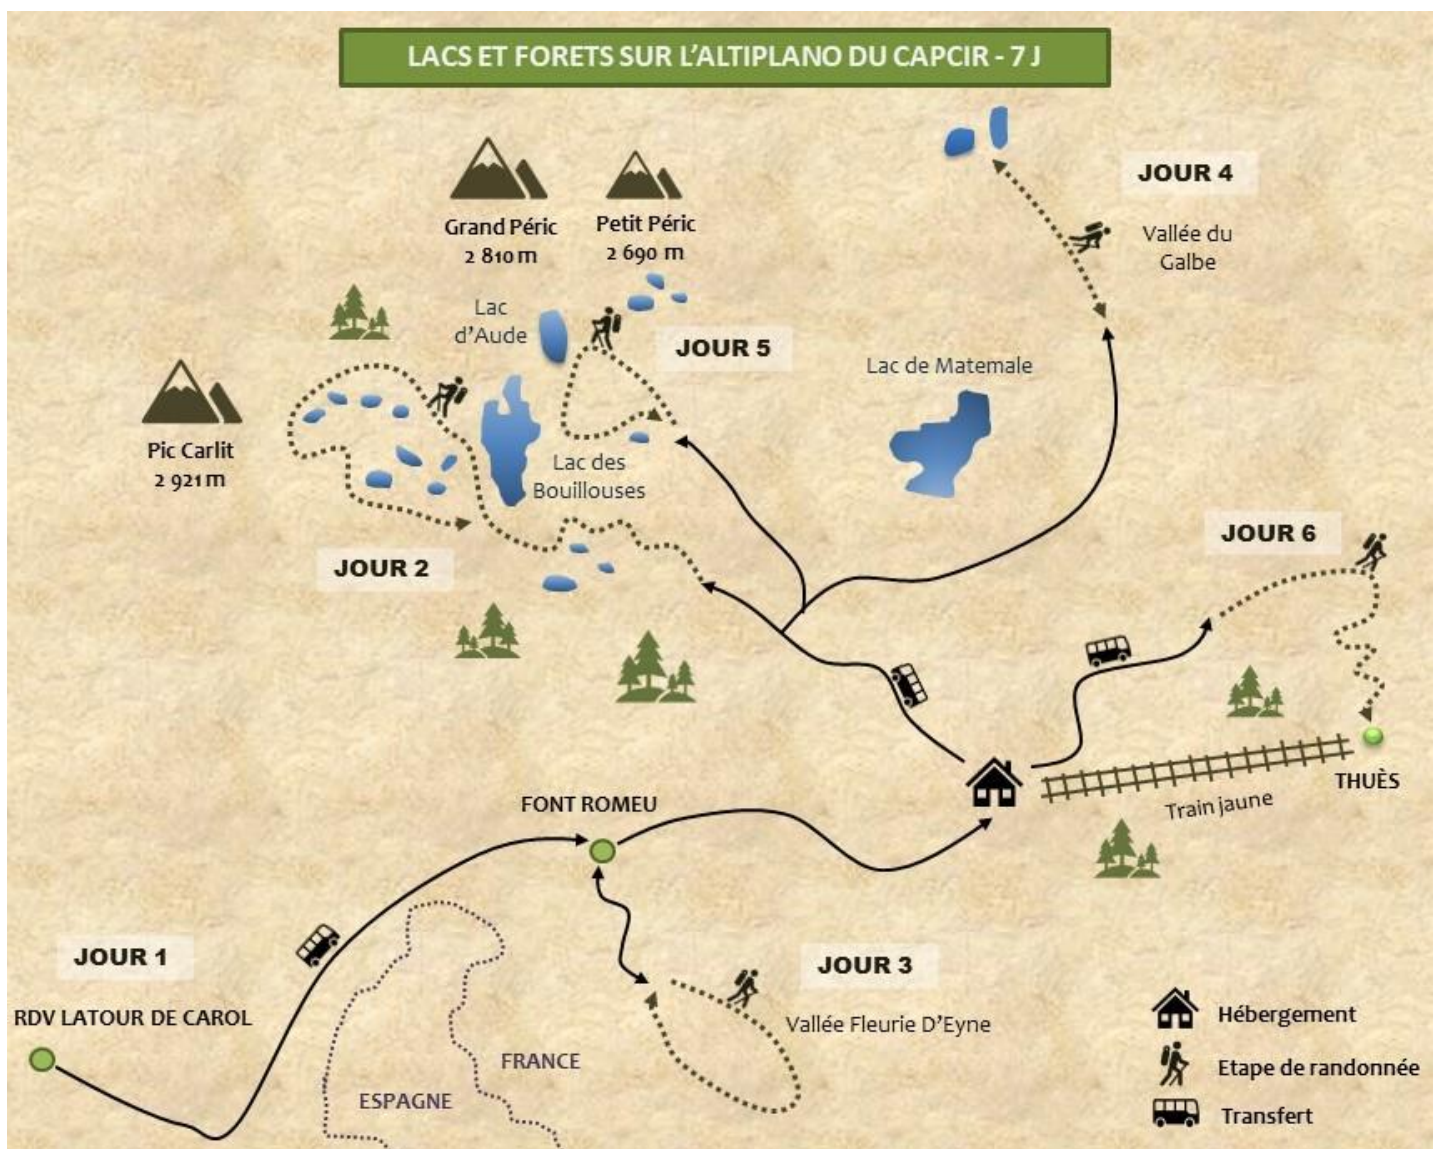 LACS ET FORETS SUR L'ALTIPLANO DU CAPCIR - 7 J
JOUR 4
Vallée du
Galbe
Grand Péric
2 810 m
Petit Péric
2 690 m
Lac
d'Aude
JOUR 5
Lac de Matemale
Pic Carlit
2 921 m
Lac des
Bouillouses
JOUR 2
JOUR 6
THUÈS
Train jaune
FONT ROMEU
JOUR 1
RDV LATOUR DE CAROL
JOUR 3
Vallée Fleurie D'Eyne
FRANCE
ESPAGNE
Hébergement
Etape de randonnée
Transfert